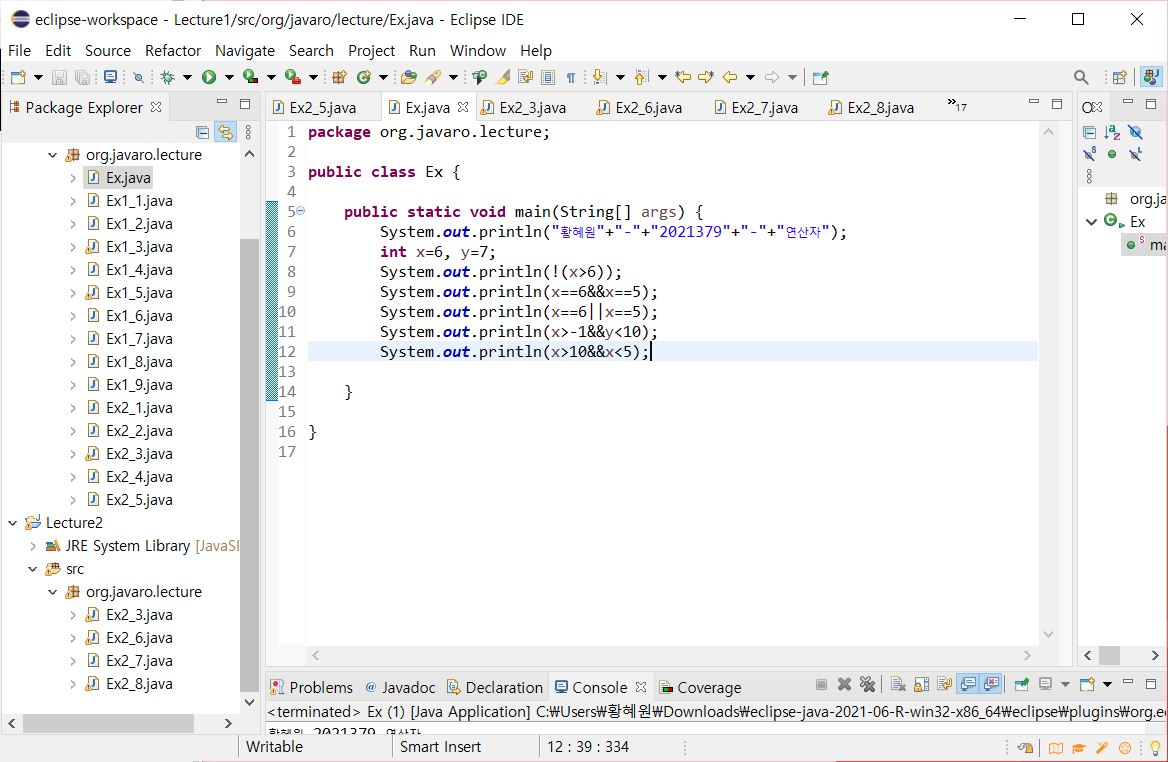 eclipse-workspace - Lecture1/src/org/javaro/lecture/Ex.java - Eclipse IDE
File Edit Source Refactor Navigate Search Project Run Window Help
Package Explorer
org.javaro.lecture
Ex.java
Ex1_1.java
Ex1_2.java
Ex1_3.java
Ex1_4.java
Ex1_5.java
Ex1_6.java
Ex1_7.java
Ex1_8.java
Ex1_9.java
Ex2_1.java
Ex2_2.java
Ex2_3.java
Ex2_4.java
Ex2_5.java
Lecture2
JRE System Library [JavaSE
src
org.javaro.lecture
Ex2_3.java
Ex2_6.java
Ex2_7.java
Ex2_8.java
Ex2_5.java Ex.java Ex2_3.java Ex2_6.java Ex2_7.java Ex2_8.java »17
1 package org.javaro.lecture;
2
3 public class Ex {
4
5 public static void main(String[] args) {
6 System.out.println("황혜원"+"-"+"2021379"+"-"+"연산자");
7 int x=6, y=7;
8 System.out.println(!(x>6));
9 System.out.println(x==6&&x==5);
10 System.out.println(x==6||x==5);
11 System.out.println(x>-1&&y<10);
12 System.out.println(x>10&&x<5);
13
14 }
15
16 }
17
org.ja
Ex
ma
Problems @ Javadoc Declaration Console Coverage
<terminated> Ex (1) [Java Application] C:₩Users₩황혜원₩Downloads₩eclipse-java-2021-06-R-win32-x86_64₩eclipse₩plugins₩org.e
황혜원-2021379-연산자
Writable Smart Insert 12 : 39 : 334